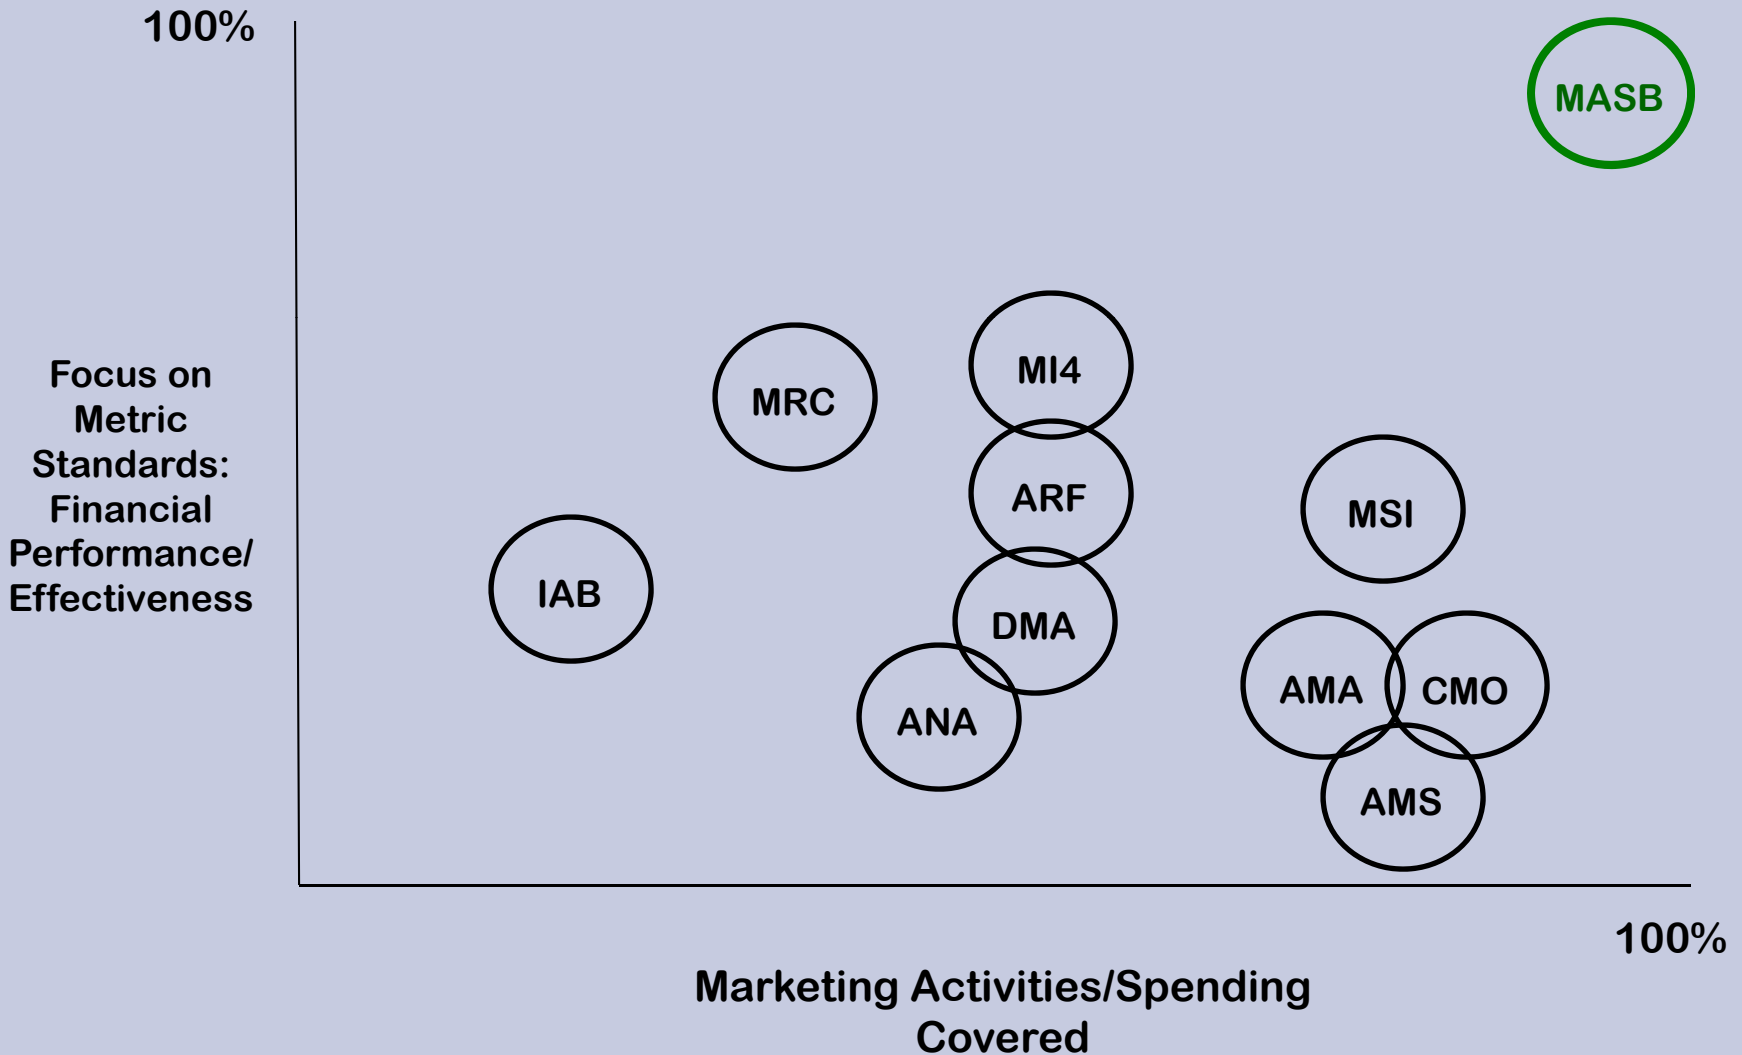 100%
MASB
MI4
MRC
Focus on
Metric
Standards:
Financial
Performance/
Effectiveness
ARF
MSI
IAB
DMA
AMA
CMO
ANA
AMS
100%
Marketing Activities/Spending
Covered